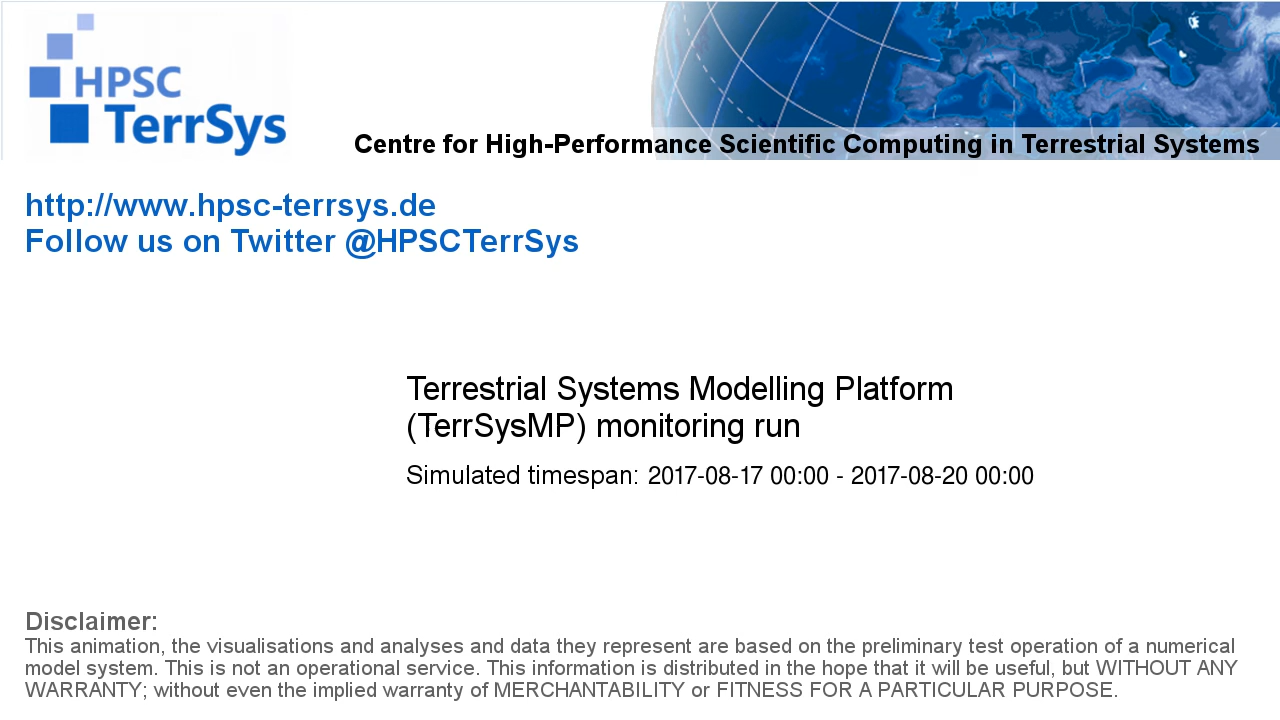 HPSC
TerrSys
Centre for High-Performance Scientific Computing in Terrestrial Systems
http://www.hpsc-terrsys.de
Follow us on Twitter @HPSCTerrSys
Terrestrial Systems Modelling Platform
(TerrSysMP) monitoring run
Simulated timespan: 2017-08-17 00:00 - 2017-08-20 00:00
Disclaimer:
This animation, the visualisations and analyses and data they represent are based on the preliminary test operation of a numerical
model system. This is not an operational service. This information is distributed in the hope that it will be useful, but WITHOUT ANY
WARRANTY; without even the implied warranty of MERCHANTABILITY or FITNESS FOR A PARTICULAR PURPOSE.